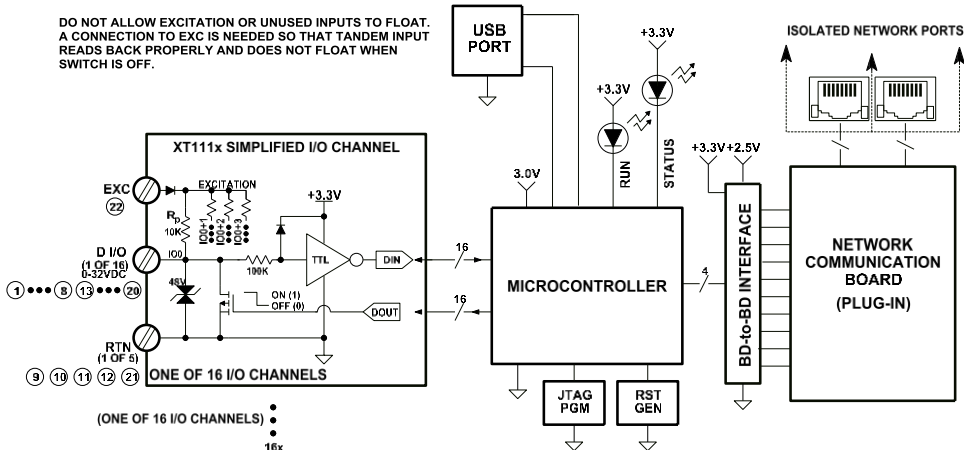 DO NOT ALLOW EXCITATION OR UNUSED INPUTS TO FLOAT.
A CONNECTION TO EXC IS NEEDED SO THAT TANDEM INPUT
READS BACK PROPERLY AND DOES NOT FLOAT WHEN
SWITCH IS OFF.
USB
PORT
+3.3V
+3.3V
RUN
STATUS
ISOLATED NETWORK PORTS
XT111x SIMPLIFIED I/O CHANNEL
EXC
22
EXCITATION
Rp
10K
IO0+1
IO0+2
IO0+3
+3.3V
D I/O
(1 OF 16)
0-32VDC
IO0
100K
TTL
DIN
16
1 8 13 20
48V
ON (1)
OFF (0)
DOUT
16
RTN
(1 OF 5)
9 10 11 12 21
ONE OF 16 I/O CHANNELS
(ONE OF 16 I/O CHANNELS)
16x
3.0V
MICROCONTROLLER
JTAG
PGM
RST
GEN
4
+3.3V +2.5V
BD-to-BD INTERFACE
NETWORK
COMMUNICATION
BOARD
(PLUG-IN)